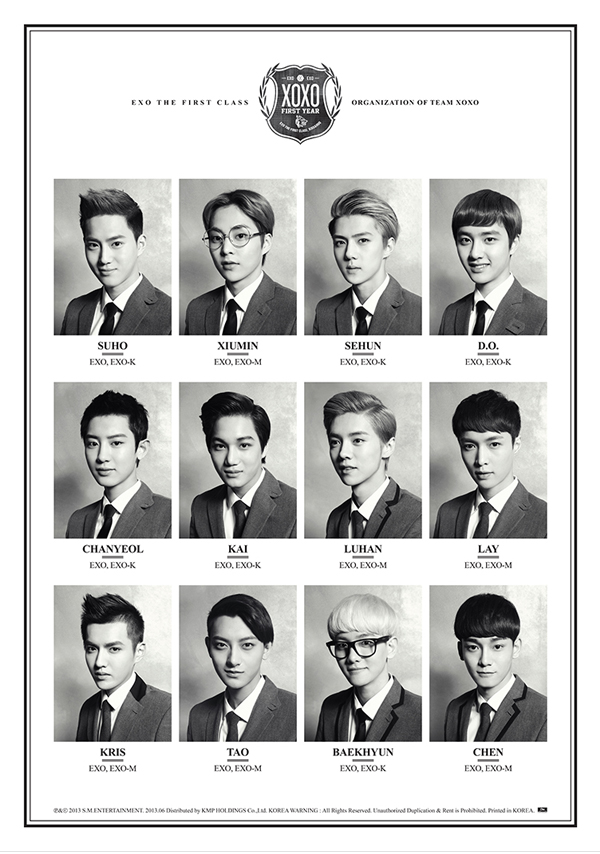 EXO THE FIRST CLASS
EXO EXO
XOXO
FIRST YEAR
ORGANIZATION OF TEAM XOXO
SUHO
EXO, EXO-K
XIUMIN
EXO, EXO-M
SEHUN
EXO, EXO-K
D.O.
EXO, EXO-K
CHANYEOL
EXO, EXO-K
KAI
EXO, EXO-K
LUHAN
EXO, EXO-M
LAY
EXO, EXO-M
KRIS
EXO, EXO-M
TAO
EXO, EXO-M
BAEKHYUN
EXO, EXO-K
CHEN
EXO, EXO-M
℗&© 2013 S.M.ENTERTAINMENT. 2013.06 Distributed by KMP HOLDINGS Co.,Ltd. KOREA WARNING : All Rights Reserved. Unauthorized Duplication & Rent is Prohibited. Printed in KOREA.